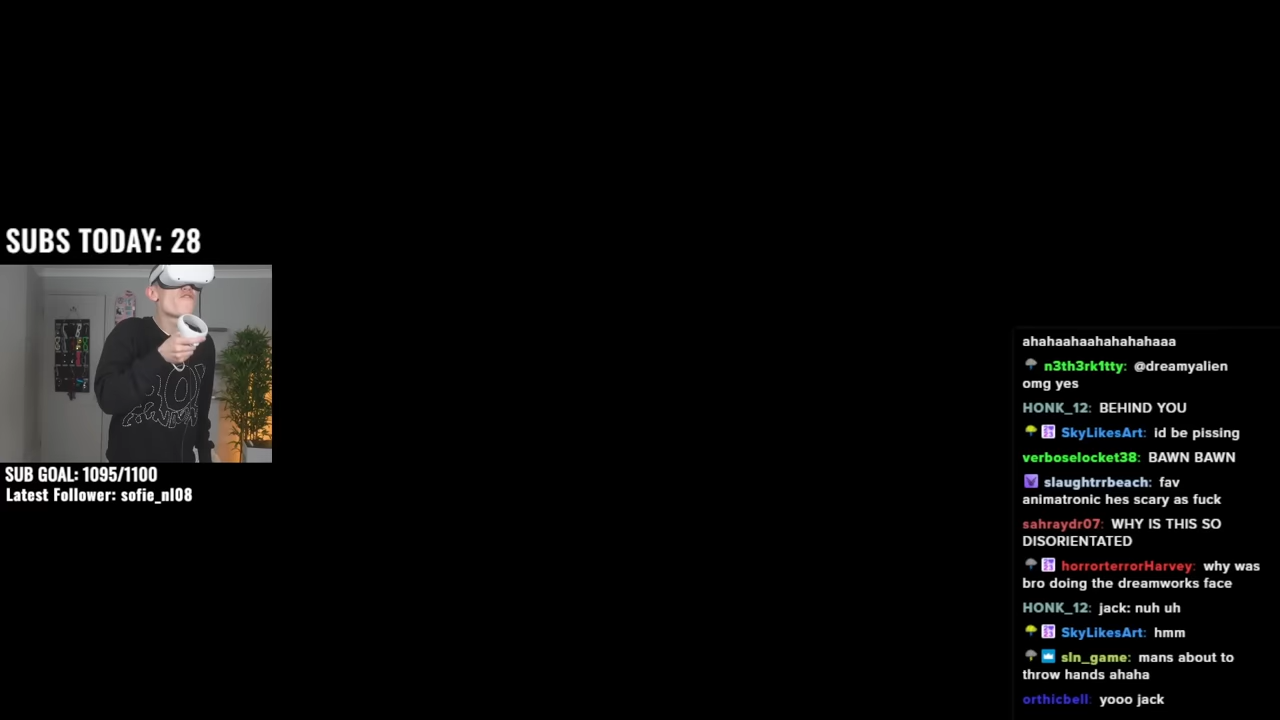 SUBS TODAY: 28
SUB GOAL: 1095/1100
Latest Follower: sofie_nl08
ahahaahaahahahahaaa
n3th3rk1tty: @dreamyalien
omg yes
HONK_12: BEHIND YOU
SkyLikesArt: id be pissing
verboselocket38: BAWN BAWN
slaughtrrbeach: fav
animatronic hes scary as fuck
sahraydr07: WHY IS THIS SO
DISORIENTATED
horrorterrorHarvey: why was
bro doing the dreamworks face
HONK_12: jack: nuh uh
SkyLikesArt: hmm
sln_game: mans about to
throw hands ahaha
orthicbell: yooo jack